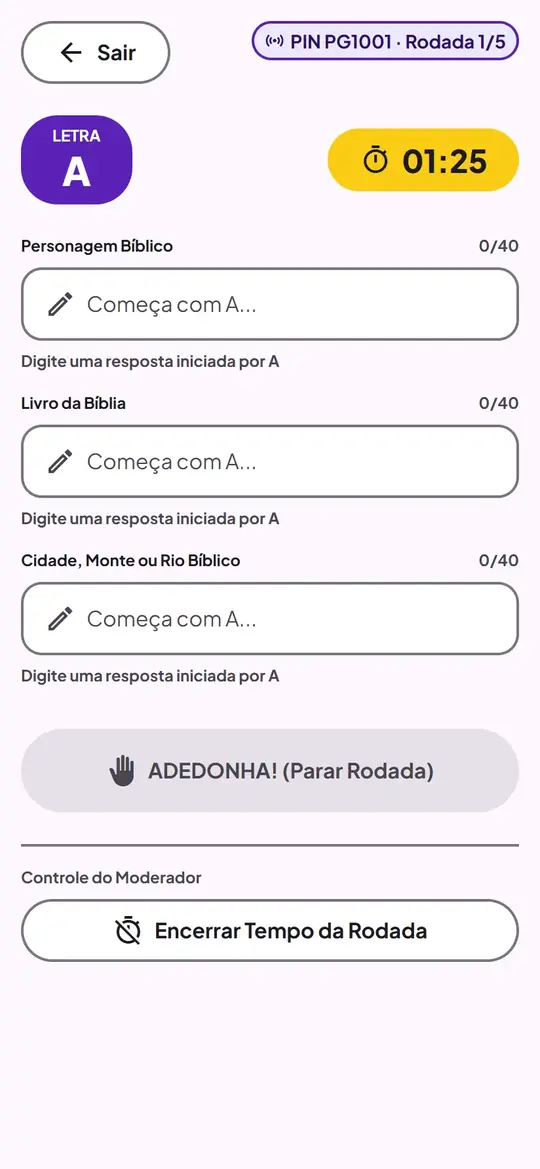 Sair
PIN PG1001 · Rodada 1/5
LETRA
A
01:25
Personagem Bíblico 0/40
Começa com A...
Digite uma resposta iniciada por A
Livro da Bíblia 0/40
Começa com A...
Digite uma resposta iniciada por A
Cidade, Monte ou Rio Bíblico 0/40
Começa com A...
Digite uma resposta iniciada por A
ADEDONHA! (Parar Rodada)
Controle do Moderador
Encerrar Tempo da Rodada